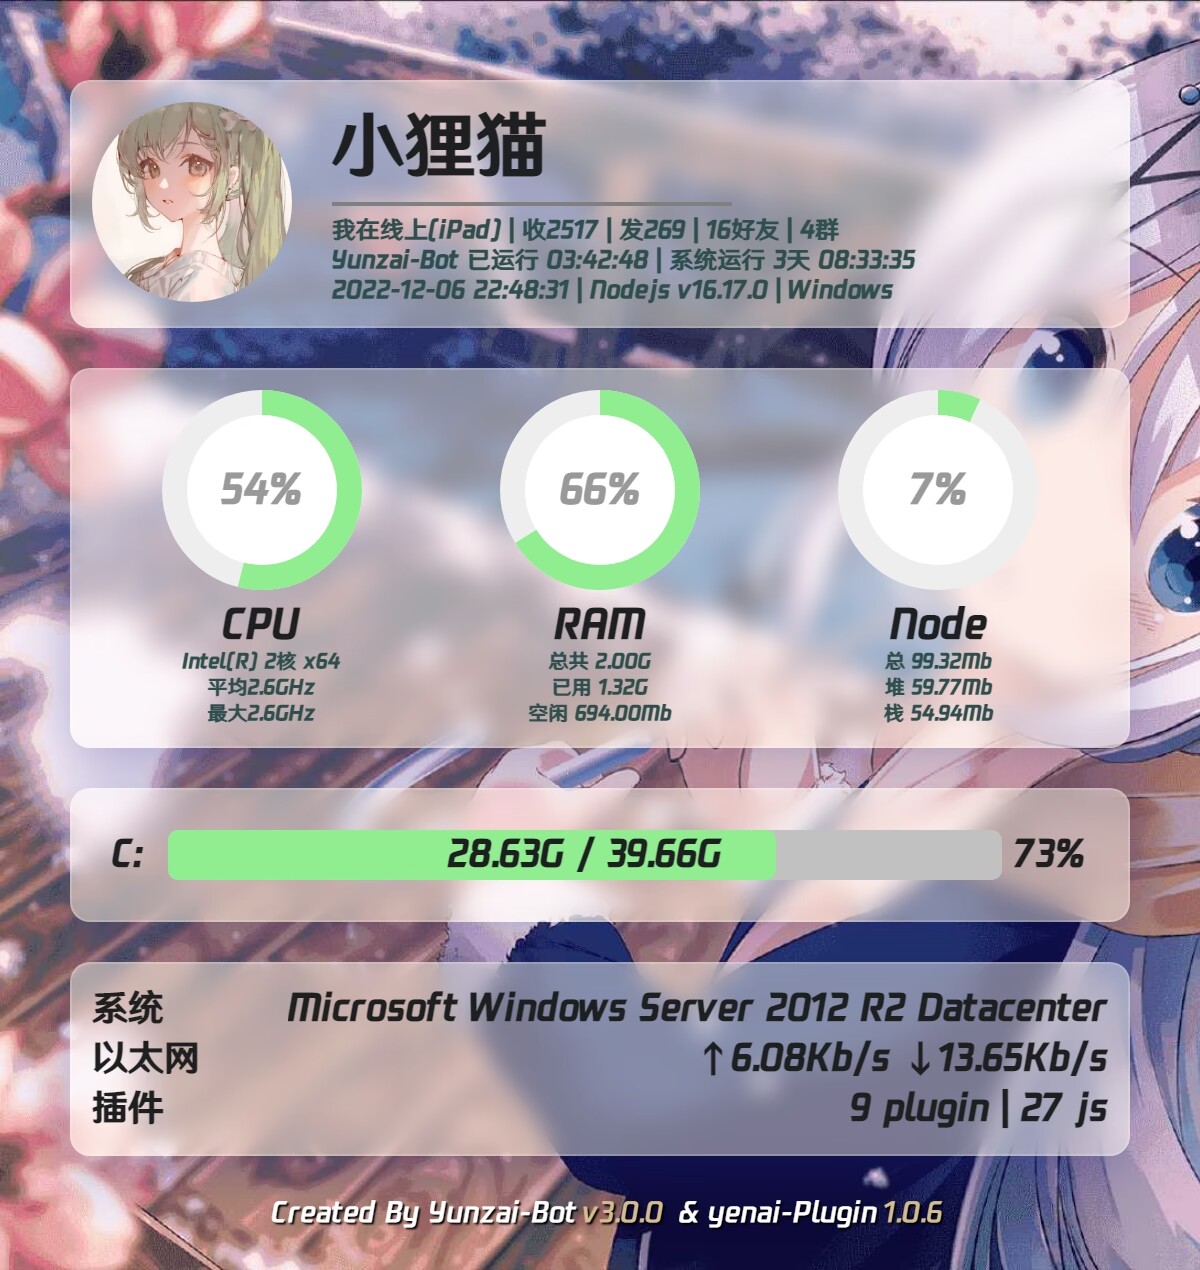 小狸猫
我在线上(iPad) | 收2517 | 发269 | 16好友 | 4群
Yunzai-Bot 已运行 03:42:48 | 系统运行 3天 08:33:35
2022-12-06 22:48:31 | Nodejs v16.17.0 | Windows
54%
CPU
Intel(R) 2核 x64
平均2.6GHz
最大2.6GHz
66%
RAM
总共 2.00G
已用 1.32G
空闲 694.00Mb
7%
Node
总 99.32Mb
堆 59.77Mb
栈 54.94Mb
C: 28.63G / 39.66G 73%
系统 Microsoft Windows Server 2012 R2 Datacenter
以太网 ↑6.08Kb/s ↓13.65Kb/s
插件 9 plugin | 27 js
Created By Yunzai-Bot v3.0.0 & yenai-Plugin 1.0.6